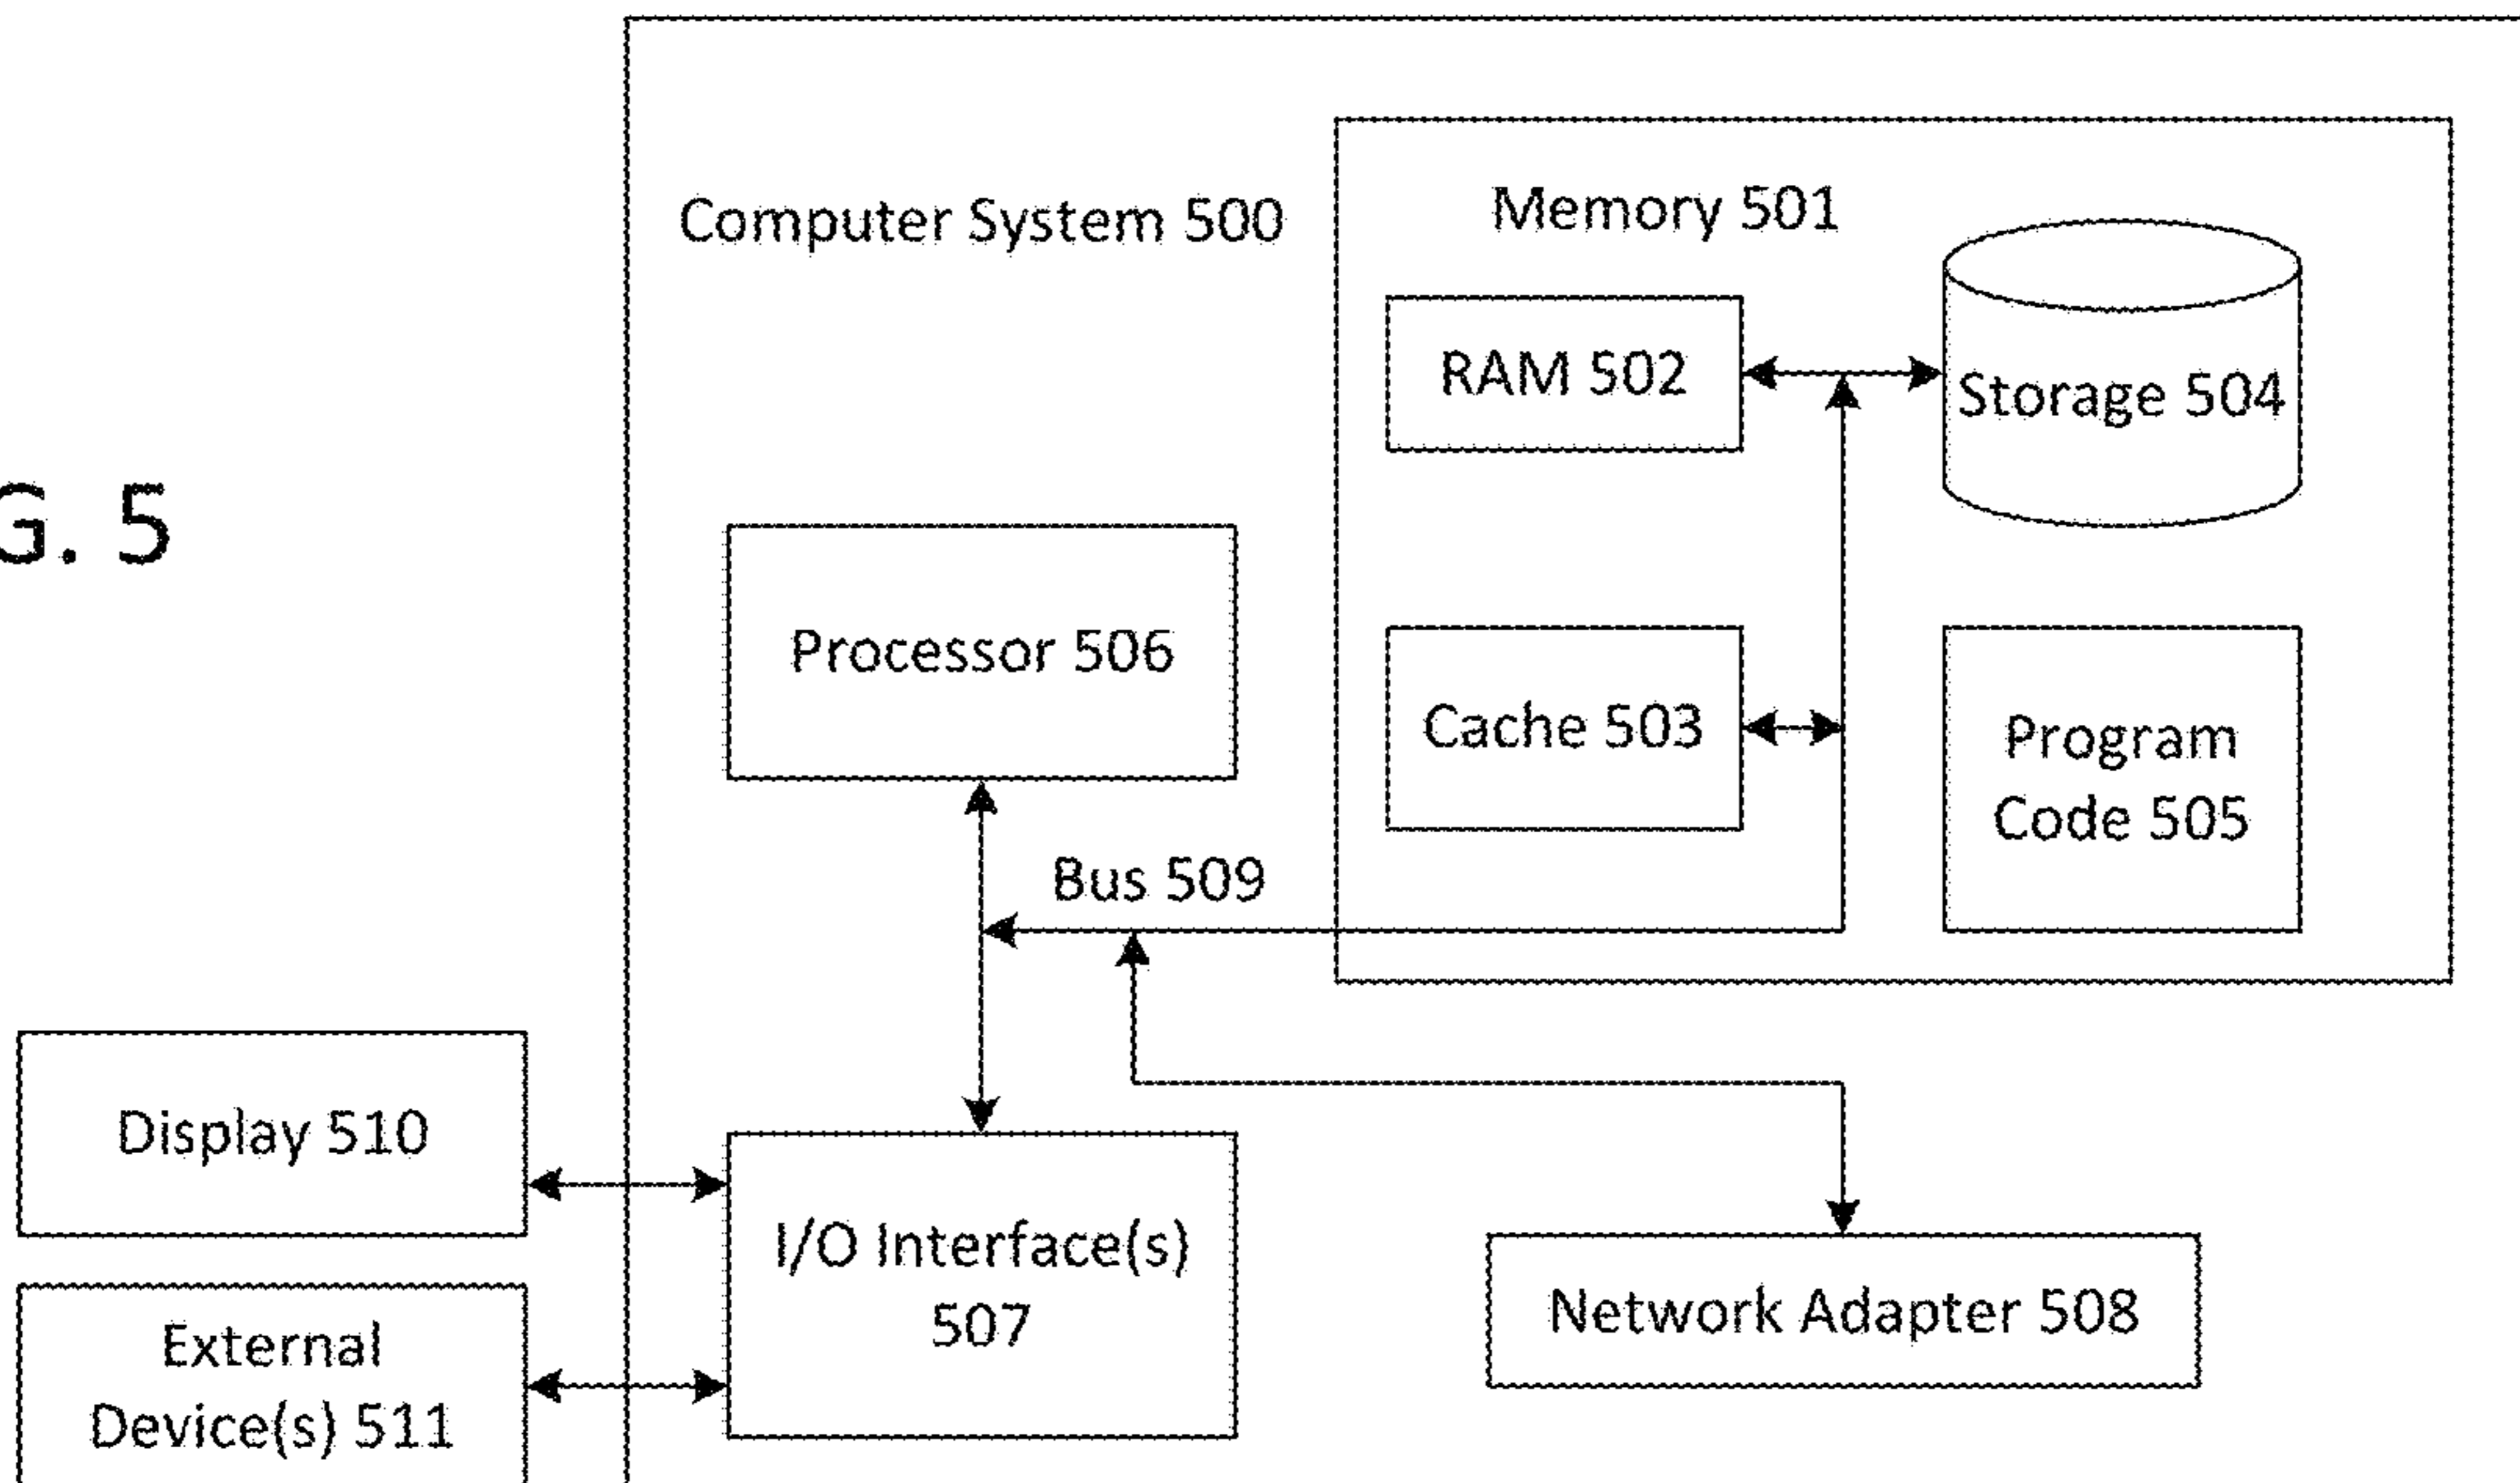 Computer System 500
Memory 501
RAM 502
Storage 504
G. 5
Processor 506
Cache 503
Program
Code 505
Bus 509
Display 510
I/O Interface(s)
507
Network Adapter 508
External
Device(s) 511